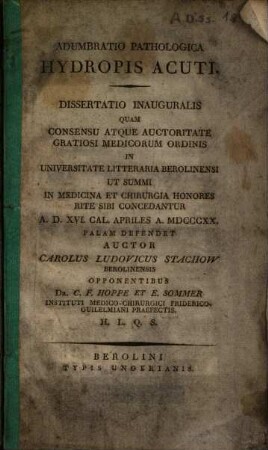 ADUMBRATIO PATHOLOGICA
HYDROPIS ACUTI.
DISSERTATIO INAUGURALIS
QUAM
CONSENSU ATQUE AUCTORITATE
GRATIOSI MEDICORUM ORDINIS
IN
UNIVERSITATE LITTERARIA BEROLINENSI
UT SUMMI
IN MEDICINA ET CHIRURGIA HONORES
RITE SIBI CONCEDANTUR
A. D. XVI. CAL. APRILES A. MDCCCXX.
PALAM DEFENDET
AUCTOR
CAROLUS LUDOVICUS STACHOW
BEROLINENSIS
OPPONENTIBUS
DR. C. F. HOPPE ET E. SOMMER
INSTITUTI MEDICO-CHIRURGICI FRIDERICO-
GUILELMIANI PRAEFECTIS.
H. L. Q. S.
BEROLINI
TYPIS UNGERIANIS.